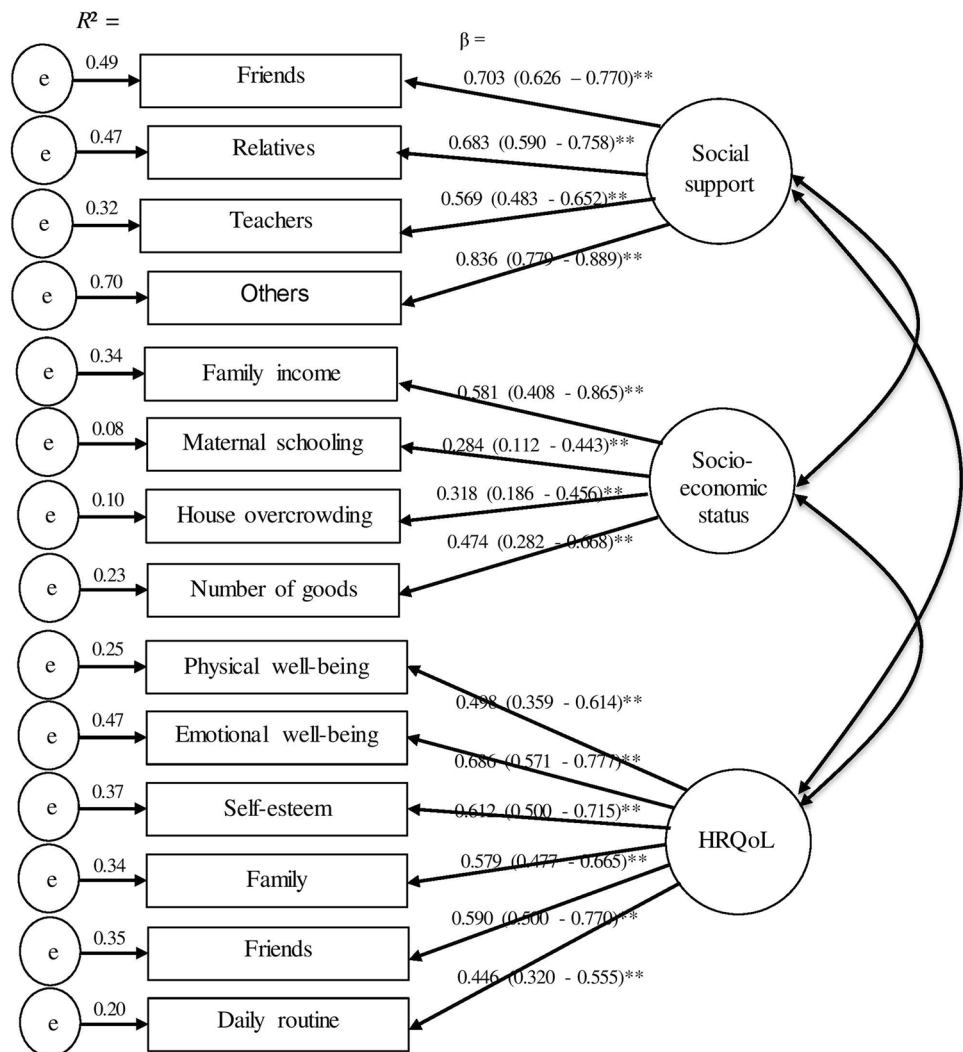 R² =
β =
e 0.49 Friends 0.703 (0.626 – 0.770)**
e 0.47 Relatives 0.683 (0.590 - 0.758)**
e 0.32 Teachers 0.569 (0.483 - 0.652)**
e 0.70 Others 0.836 (0.779 - 0.889)**
Social
support
e 0.34 Family income 0.581 (0.408 - 0.865)**
e 0.08 Maternal schooling 0.284 (0.112 - 0.443)**
e 0.10 House overcrowding 0.318 (0.186 - 0.456)**
e 0.23 Number of goods 0.474 (0.282 - 0.668)**
Socio-
economic
status
e 0.25 Physical well-being 0.498 (0.359 - 0.614)**
e 0.47 Emotional well-being 0.686 (0.571 - 0.777)**
e 0.37 Self-esteem 0.612 (0.500 - 0.715)**
e 0.34 Family 0.579 (0.477 - 0.665)**
e 0.35 Friends 0.590 (0.500 - 0.770)**
e 0.20 Daily routine 0.446 (0.320 - 0.555)**
HRQoL